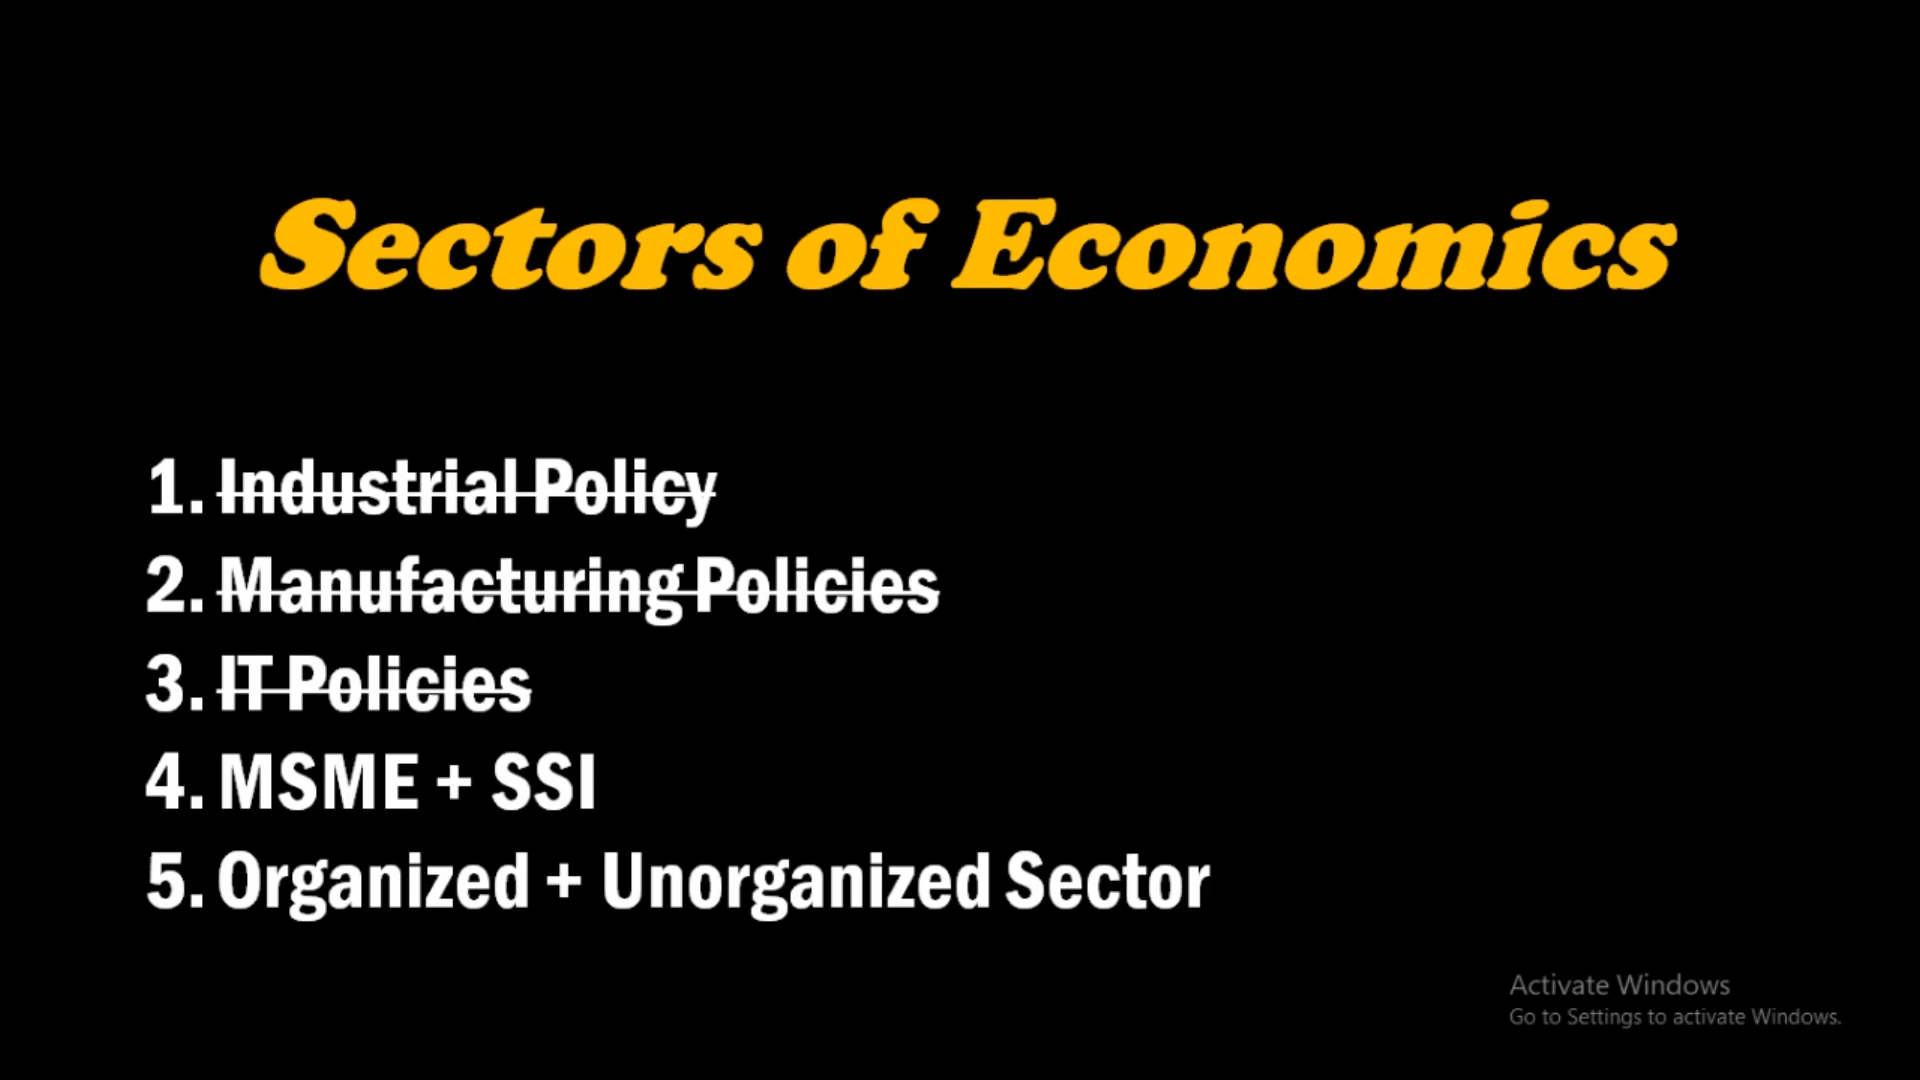 Sectors of Economics
1. Industrial Policy
2. Manufacturing Policies
3. IT Policies
4. MSME + SSI
5. Organized + Unorganized Sector
Activate Windows
Go to Settings to activate Windows.